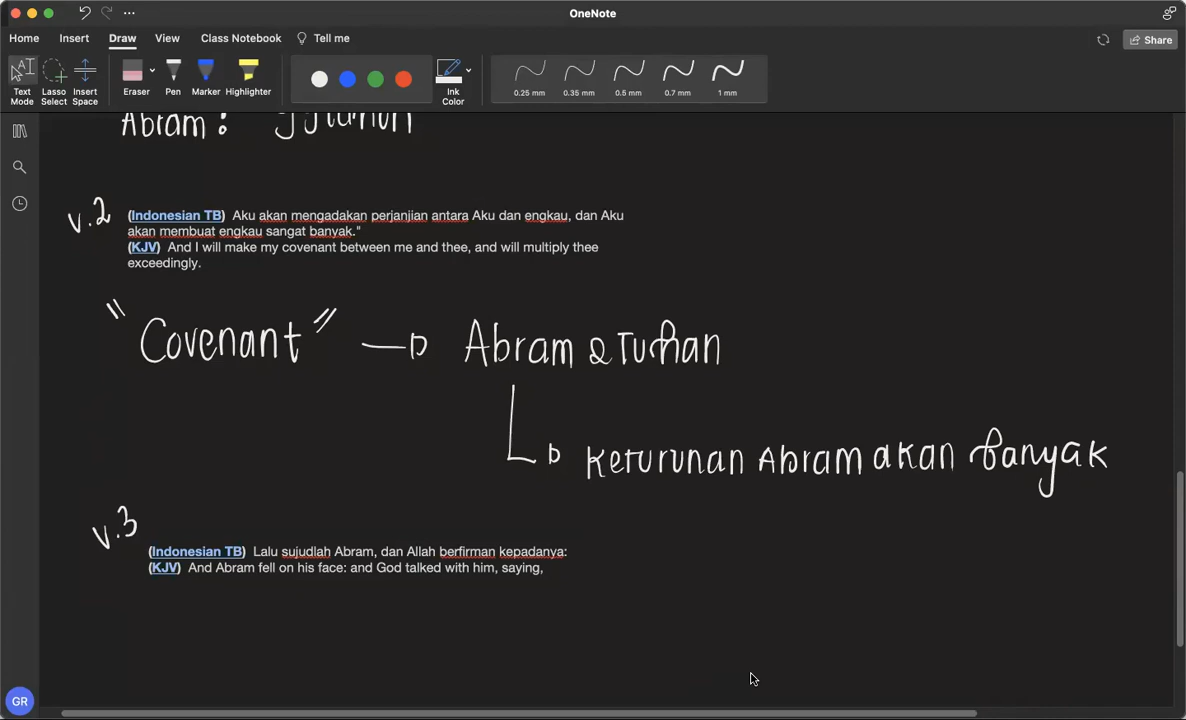 OneNote
Home Insert Draw View Class Notebook Tell me
Share
Text Mode
Lasso Select
Insert Space
Eraser
Pen
Marker
Highlighter
Ink Color
0.25 mm
0.35 mm
0.5 mm
0.7 mm
1 mm
Abram : 99 tahun
v.2
(Indonesian TB) Aku akan mengadakan perjanjian antara Aku dan engkau, dan Aku
akan membuat engkau sangat banyak."
(KJV) And I will make my covenant between me and thee, and will multiply thee
exceedingly.
"Covenant" Abram & Tuhan
Keturunan Abram akan banyak
v.3
(Indonesian TB) Lalu sujudlah Abram, dan Allah berfirman kepadanya:
(KJV) And Abram fell on his face: and God talked with him, saying,
GR